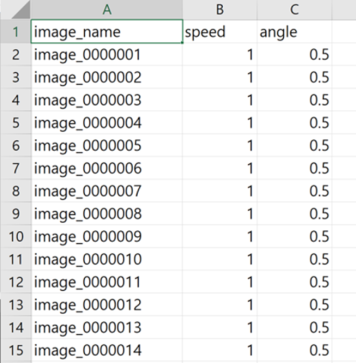 A B C
1 image_name speed angle
2 image_0000001 1 0.5
3 image_0000002 1 0.5
4 image_0000003 1 0.5
5 image_0000004 1 0.5
6 image_0000005 1 0.5
7 image_0000006 1 0.5
8 image_0000007 1 0.5
9 image_0000008 1 0.5
10 image_0000009 1 0.5
11 image_0000010 1 0.5
12 image_0000011 1 0.5
13 image_0000012 1 0.5
14 image_0000013 1 0.5
15 image_0000014 1 0.5